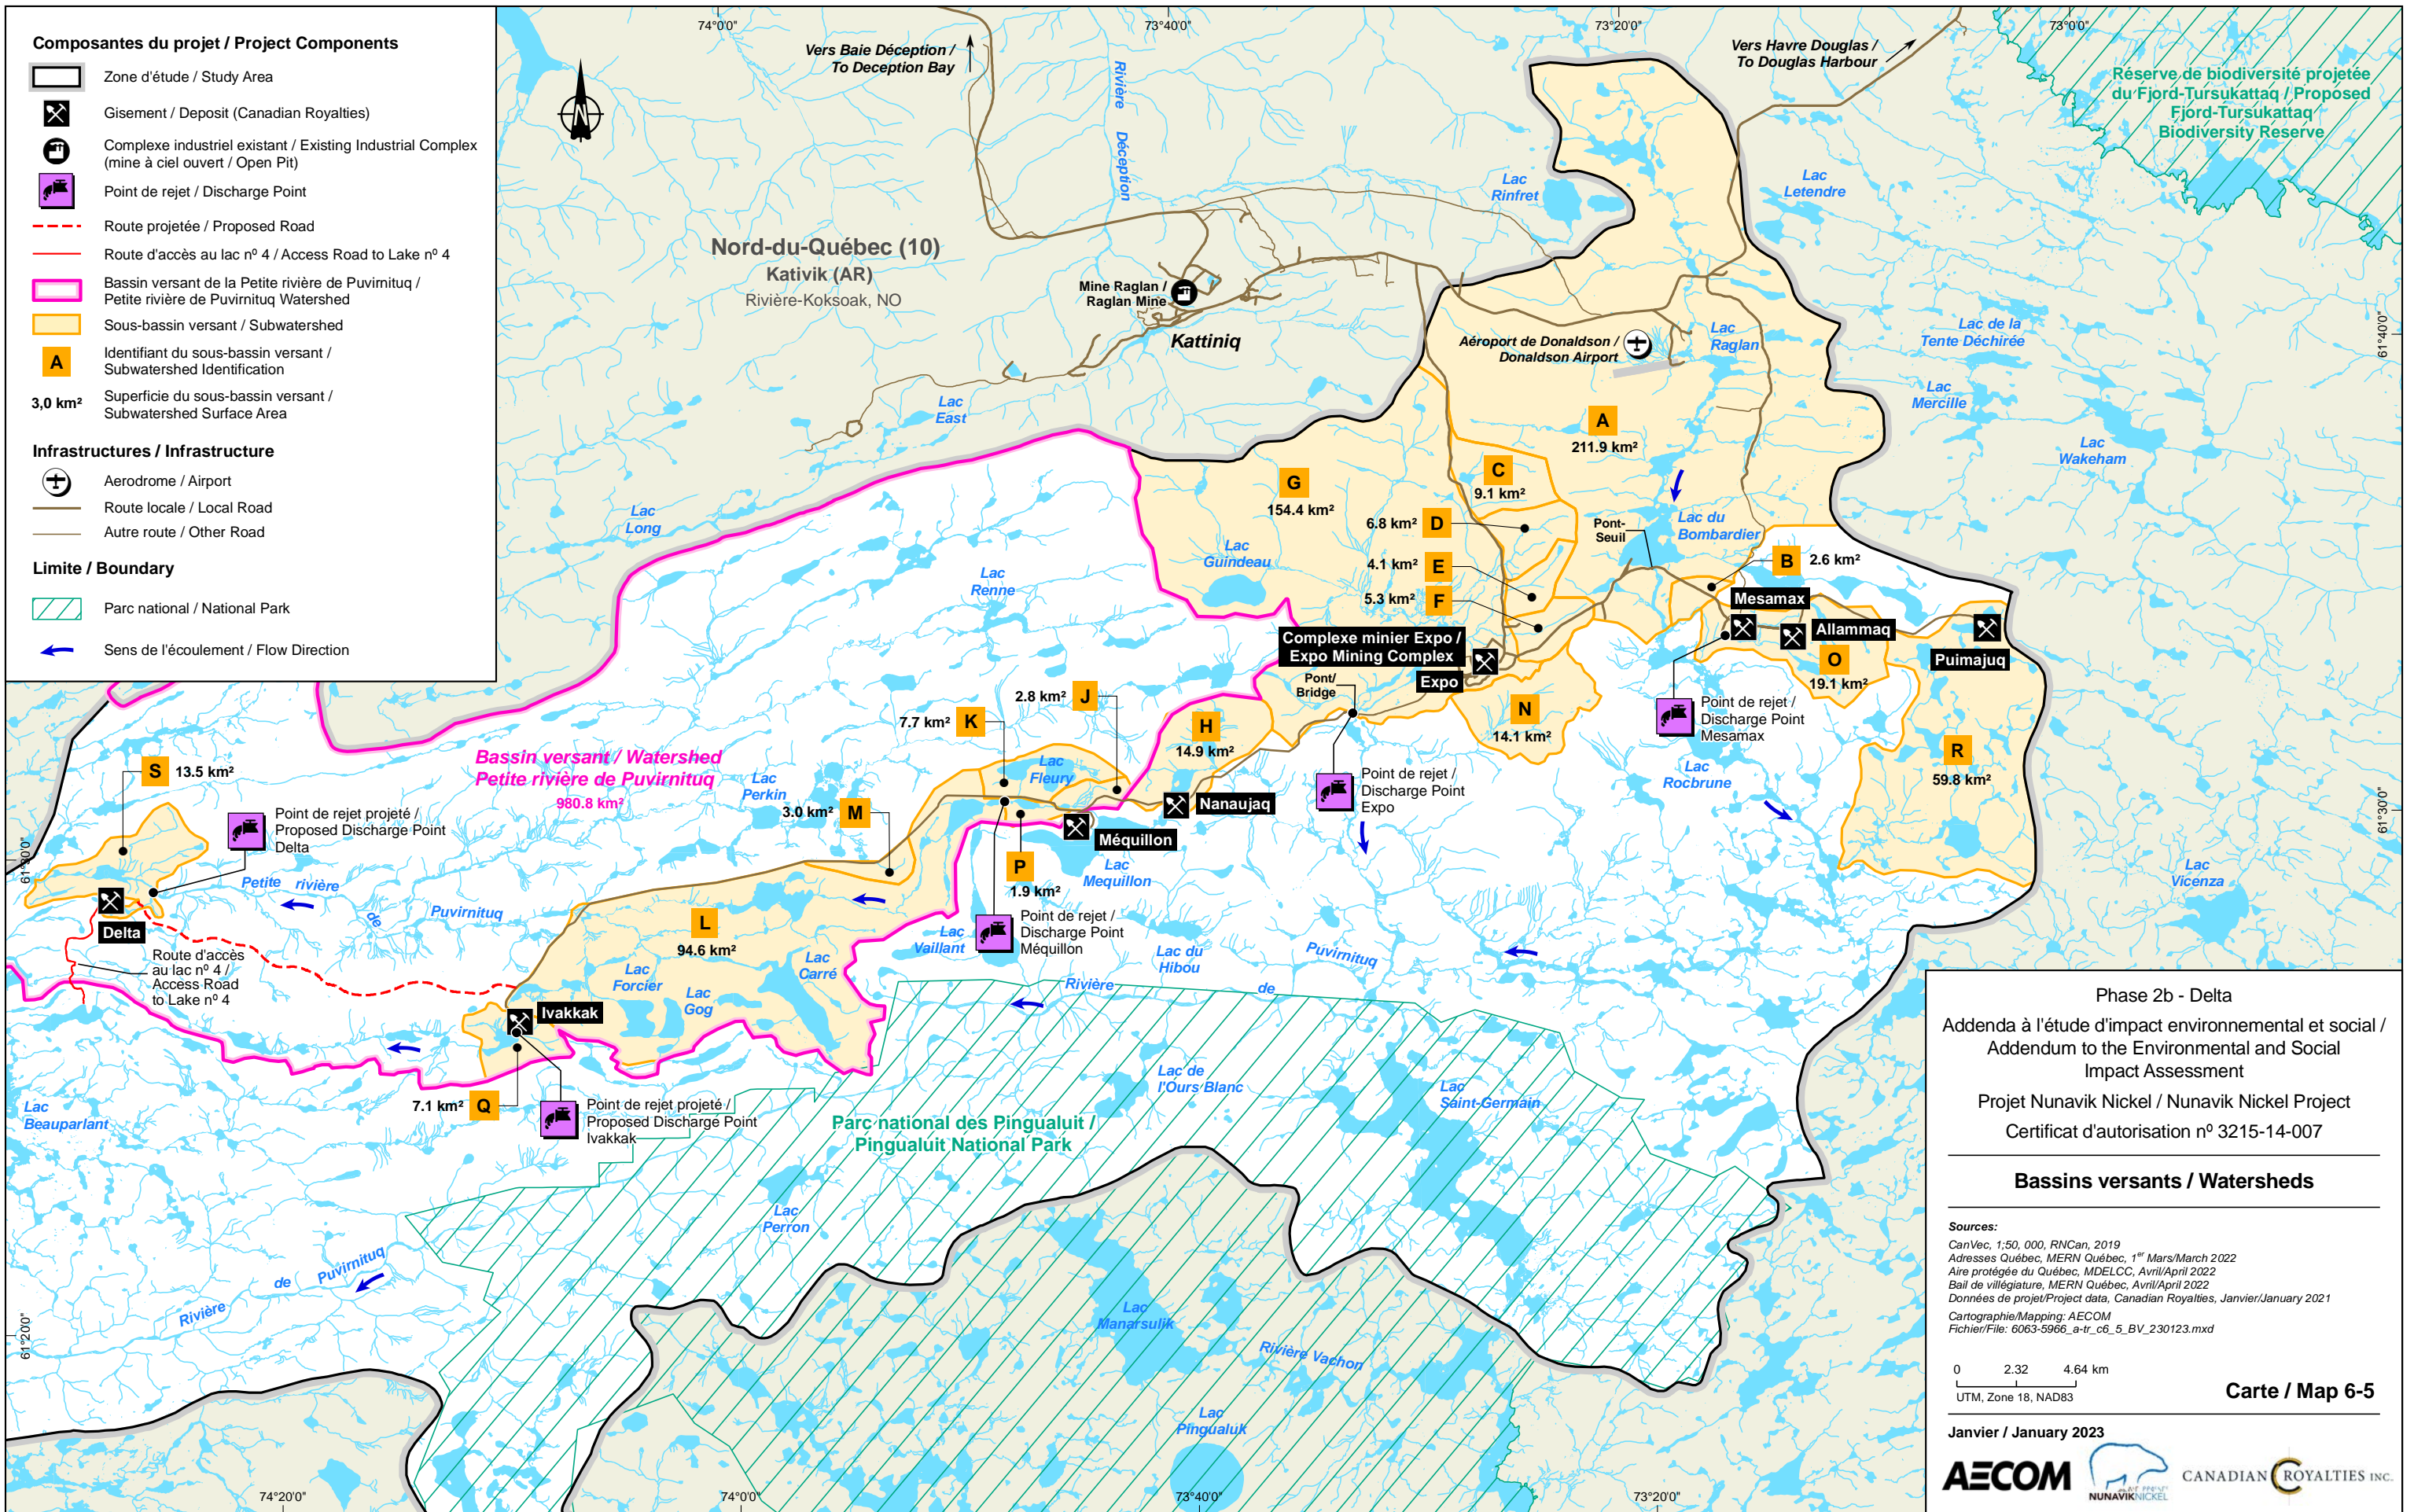 Composantes du projet / Project Components
Zone d'étude / Study Area
Gisement / Deposit (Canadian Royalties)
Complexe industriel existant / Existing Industrial Complex
(mine à ciel ouvert / Open Pit)
Point de rejet / Discharge Point
Route projetée / Proposed Road
Route d'accès au lac nº 4 / Access Road to Lake nº 4
Bassin versant de la Petite rivière de Puvirnituq /
Petite rivière de Puvirnituq Watershed
Sous-bassin versant / Subwatershed
A
Identifiant du sous-bassin versant /
Subwatershed Identification
3,0 km²
Superficie du sous-bassin versant /
Subwatershed Surface Area
Infrastructures / Infrastructure
Aerodrome / Airport
Route locale / Local Road
Autre route / Other Road
Limite / Boundary
Parc national / National Park
Sens de l'écoulement / Flow Direction
74°0'0"
73°40'0"
73°20'0"
73°0'0"
N
Vers Baie Déception /
To Deception Bay
Rivière Déception
Vers Havre Douglas /
To Douglas Harbour
Réserve de biodiversité projetée
du Fjord-Tursukattaq / Proposed
Fjord-Tursukattaq
Biodiversity Reserve
Lac
Rinfret
Lac
Letendre
Nord-du-Québec (10)
Kativik (AR)
Rivière-Koksoak, NO
Mine Raglan /
Raglan Mine
Kattiniq
Aéroport de Donaldson /
Donaldson Airport
Lac
Raglan
Lac de la
Tente Déchirée
61°40'0"
Lac
Mercille
Lac
Wakeham
Lac
East
Lac
Long
A
211.9 km²
C
9.1 km²
G
154.4 km²
6.8 km² D
4.1 km² E
5.3 km² F
Pont-
Seuil
Lac du
Bombardier
B 2.6 km²
Lac
Guindeau
Lac
Renne
Mesamax
Allammaq
Puimajuq
O
19.1 km²
Complexe minier Expo /
Expo Mining Complex
Expo
Pont/
Bridge
N
14.1 km²
Point de rejet /
Discharge Point
Mesamax
R
59.8 km²
Lac
Rocbrune
2.8 km² J
7.7 km² K
H
14.9 km²
Lac
Fleury
Point de rejet /
Discharge Point
Expo
Nanaujaq
Méquillon
Bassin versant / Watershed
Petite rivière de Puvirnituq
980.8 km²
Lac
Perkin
3.0 km² M
P
1.9 km²
Lac
Mequillon
61°30'0"
S 13.5 km²
Point de rejet projeté /
Proposed Discharge Point
Delta
61°30'0"
Petite rivière
de
Puvirnituq
Delta
Route d'accès
au lac nº 4 /
Access Road
to Lake nº 4
L
94.6 km²
Lac
Forcier
Lac
Gog
Lac
Carré
Lac
Vaillant
Point de rejet /
Discharge Point
Méquillon
Lac du
Hibou
Puvirnituq
Rivière
de
Lac
Vicenza
Ivakkak
7.1 km² Q
Point de rejet projeté /
Proposed Discharge Point
Ivakkak
Lac
Beauparlant
Lac de
l'Ours Blanc
Lac
Saint-Germain
Parc national des Pingualuit /
Pingualuit National Park
Lac
Perron
Rivière
de
Puvirnituq
61°20'0"
Lac
Manarsulik
Rivière Vachon
Lac
Pingualuk
74°20'0"
74°0'0"
73°40'0"
73°20'0"
Phase 2b - Delta
Addenda à l'étude d'impact environnemental et social /
Addendum to the Environmental and Social
Impact Assessment
Projet Nunavik Nickel / Nunavik Nickel Project
Certificat d'autorisation nº 3215-14-007
Bassins versants / Watersheds
Sources:
CanVec, 1;50, 000, RNCan, 2019
Adresses Québec, MERN Québec, 1er Mars/March 2022
Aire protégée du Québec, MDELCC, Avril/April 2022
Bail de villégiature, MERN Québec, Avril/April 2022
Données de projet/Project data, Canadian Royalties, Janvier/January 2021
Cartographie/Mapping: AECOM
Fichier/File: 6063-5966_a-tr_c6_5_BV_230123.mxd
0 2.32 4.64 km
UTM, Zone 18, NAD83
Carte / Map 6-5
Janvier / January 2023
AECOM
NUNAVIK NICKEL
CANADIAN ROYALTIES INC.